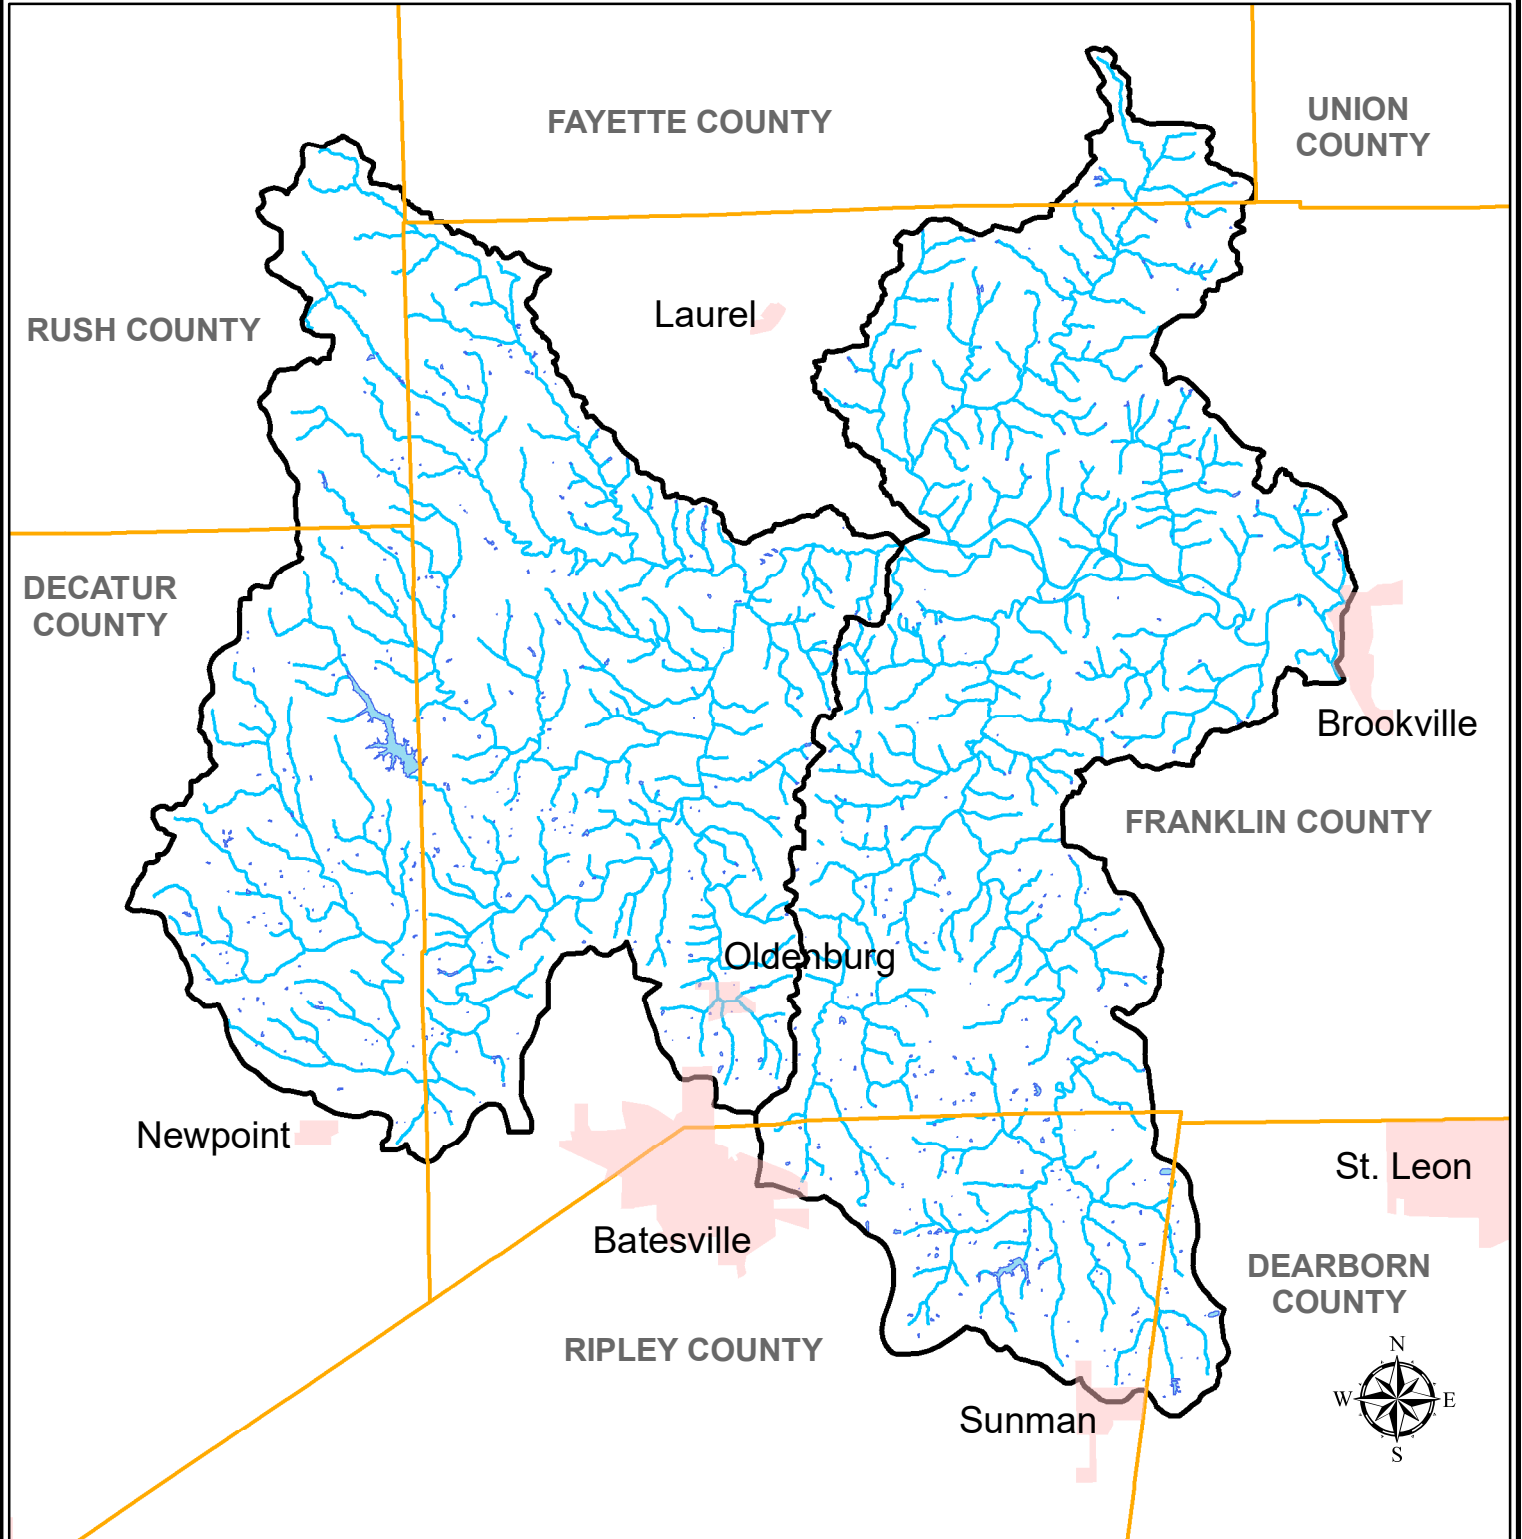 FAYETTE COUNTY
UNION
COUNTY
Laurel
RUSH COUNTY
DECATUR
COUNTY
Brookville
FRANKLIN COUNTY
Oldenburg
Newpoint
St. Leon
Batesville
DEARBORN
COUNTY
RIPLEY COUNTY
N
W E
S
Sunman